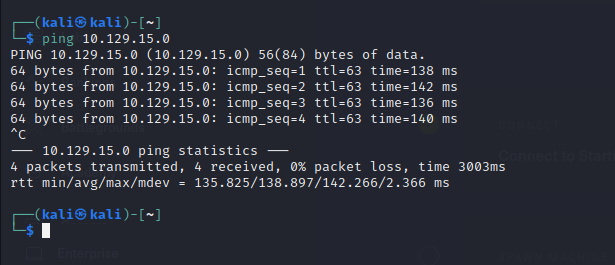 ┌──(kali㉿kali)-[~]
└─$ ping 10.129.15.0
PING 10.129.15.0 (10.129.15.0) 56(84) bytes of data.
64 bytes from 10.129.15.0: icmp_seq=1 ttl=63 time=138 ms
64 bytes from 10.129.15.0: icmp_seq=2 ttl=63 time=142 ms
64 bytes from 10.129.15.0: icmp_seq=3 ttl=63 time=136 ms
64 bytes from 10.129.15.0: icmp_seq=4 ttl=63 time=140 ms
^C
--- 10.129.15.0 ping statistics ---
4 packets transmitted, 4 received, 0% packet loss, time 3003ms
Connect to Start
rtt min/avg/max/mdev = 135.825/138.897/142.266/2.366 ms
┌──(kali㉿kali)-[~]
└─$
Enterprise